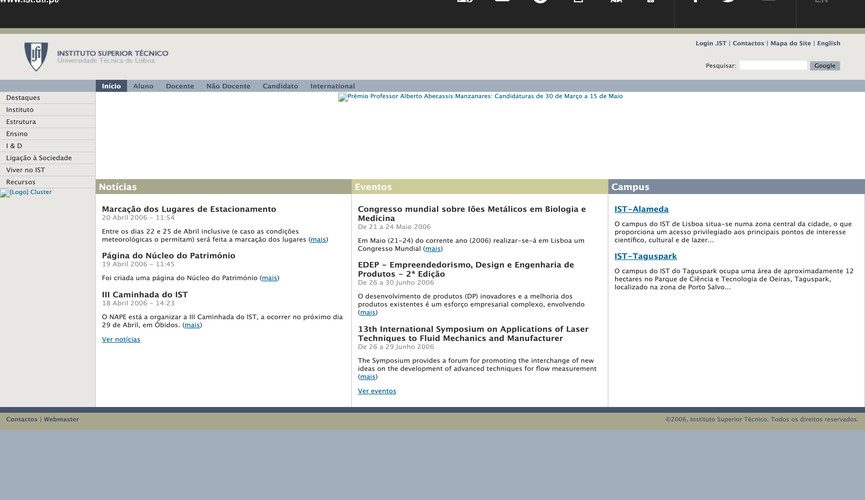 www.ist.utl.pt/
EN
INSTITUTO SUPERIOR TÉCNICO
Universidade Técnica de Lisboa
Login .IST | Contactos | Mapa do Site | English
Pesquisar:
Google
Início Aluno Docente Não Docente Candidato International
Destaques
Instituto
Estrutura
Ensino
I & D
Ligação à Sociedade
Viver no IST
Recursos
[Logo] Cluster
Prémio Professor Alberto Abecassis Manzanares: Candidaturas de 30 de Março a 15 de Maio
Notícias
Marcação dos Lugares de Estacionamento
20 Abril 2006 - 11:54
Entre os dias 22 e 25 de Abril inclusive (e caso as condições
meteorológicas o permitam) será feita a marcação dos lugares (mais)
Página do Núcleo do Património
19 Abril 2006 - 11:45
Foi criada uma página do Núcleo do Património (mais)
III Caminhada do IST
18 Abril 2006 - 14:23
O NAPE está a organizar a III Caminhada do IST, a ocorrer no próximo dia
29 de Abril, em Óbidos. (mais)
Ver notícias
Eventos
Congresso mundial sobre Iões Metálicos em Biologia e
Medicina
De 21 a 24 Maio 2006
Em Maio (21-24) do corrente ano (2006) realizar-se-á em Lisboa um
Congresso Mundial (mais)
EDEP - Empreendedorismo, Design e Engenharia de
Produtos - 2ª Edição
De 26 a 30 Junho 2006
O desenvolvimento de produtos (DP) inovadores e a melhoria dos
produtos existentes é um esforço empresarial complexo, envolvendo
(mais)
13th International Symposium on Applications of Laser
Techniques to Fluid Mechanics and Manufacturer
De 26 a 29 Junho 2006
The Symposium provides a forum for promoting the interchange of new
ideas on the development of advanced techniques for flow measurement
(mais)
Ver eventos
Campus
IST-Alameda
O campus do IST de Lisboa situa-se numa zona central da cidade, o que
proporciona um acesso privilegiado aos principais pontos de interesse
científico, cultural e de lazer...
IST-Taguspark
O campus do IST do Taguspark ocupa uma área de aproximadamente 12
hectares no Parque de Ciência e Tecnologia de Oeiras, Taguspark,
localizado na zona de Porto Salvo...
Contactos | Webmaster
©2006, Instituto Superior Técnico. Todos os direitos reservados.